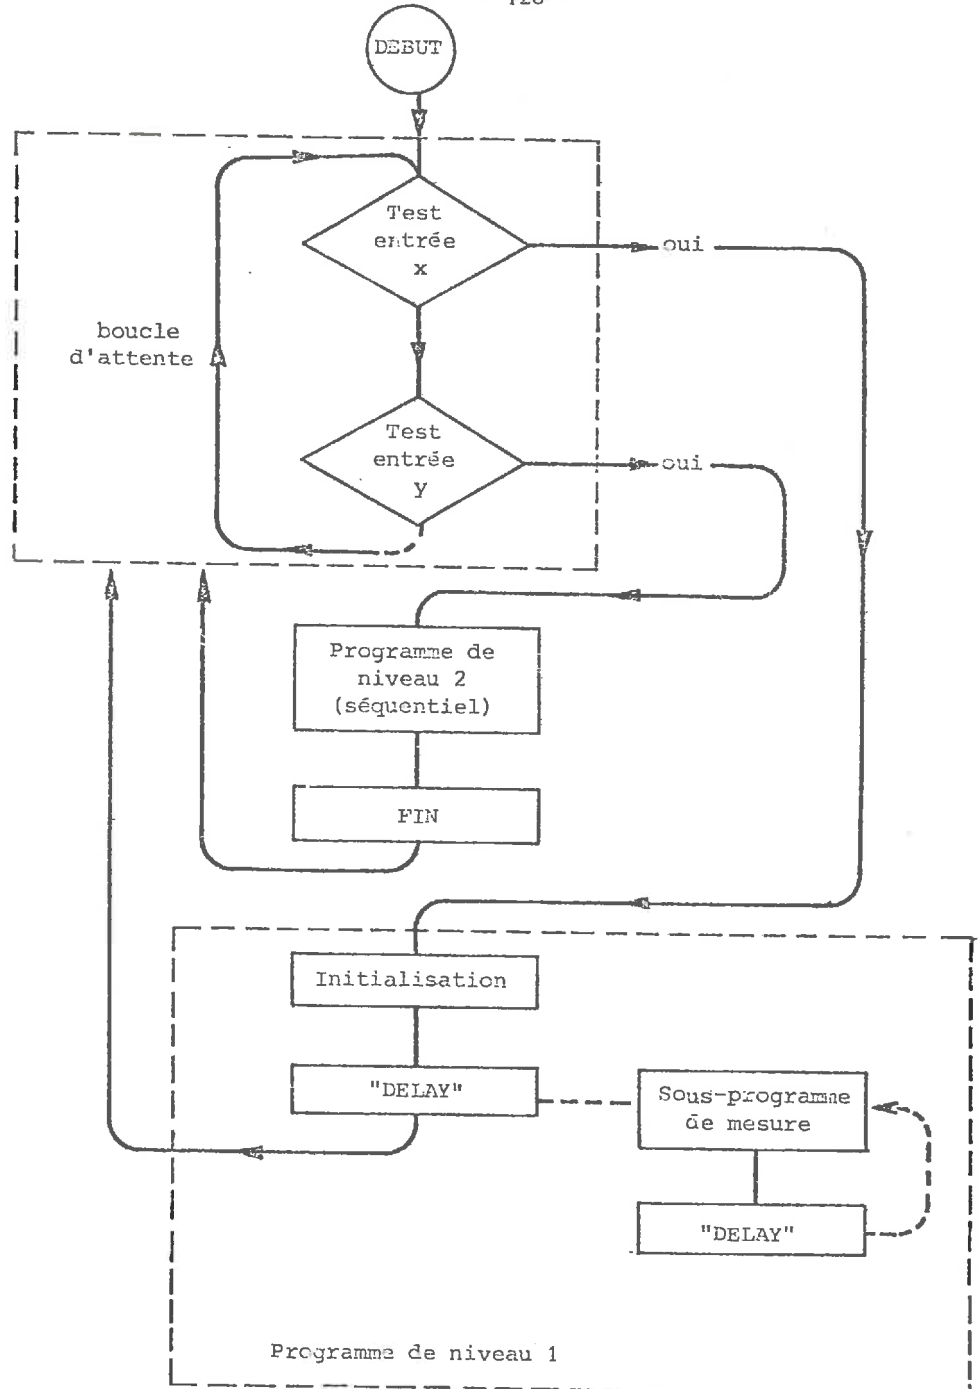 DEBUT
Test
entrée
x
oui
boucle
d'attente
Test
entrée
y
oui
Programme de
niveau 2
(séquentiel)
FIN
Initialisation
"DELAY"
Sous-programme
de mesure
"DELAY"
Programme de niveau 1